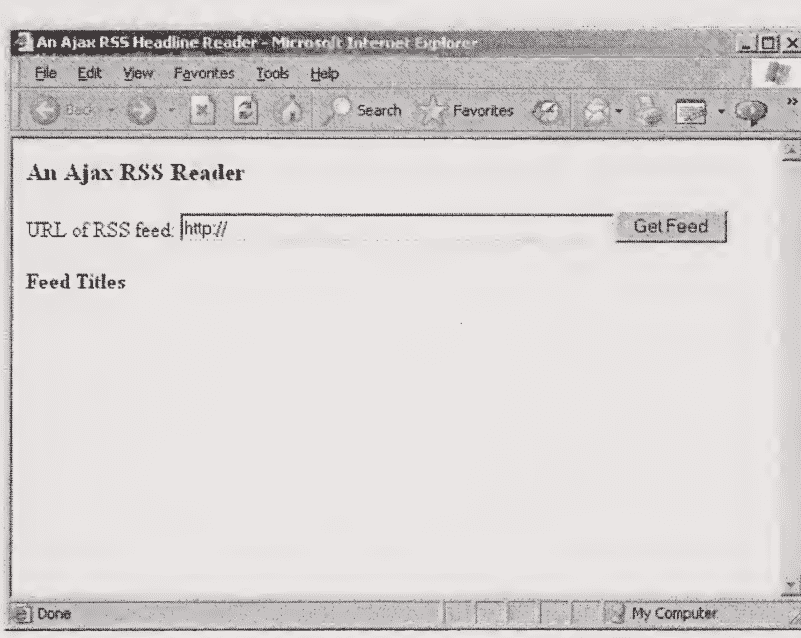 An Ajax RSS Headline Reader - Microsoft Internet Explorer
File Edit View Favorites Tools Help
Back Search Favorites »
An Ajax RSS Reader
URL of RSS feed: http:// Get Feed
Feed Titles
Done My Computer